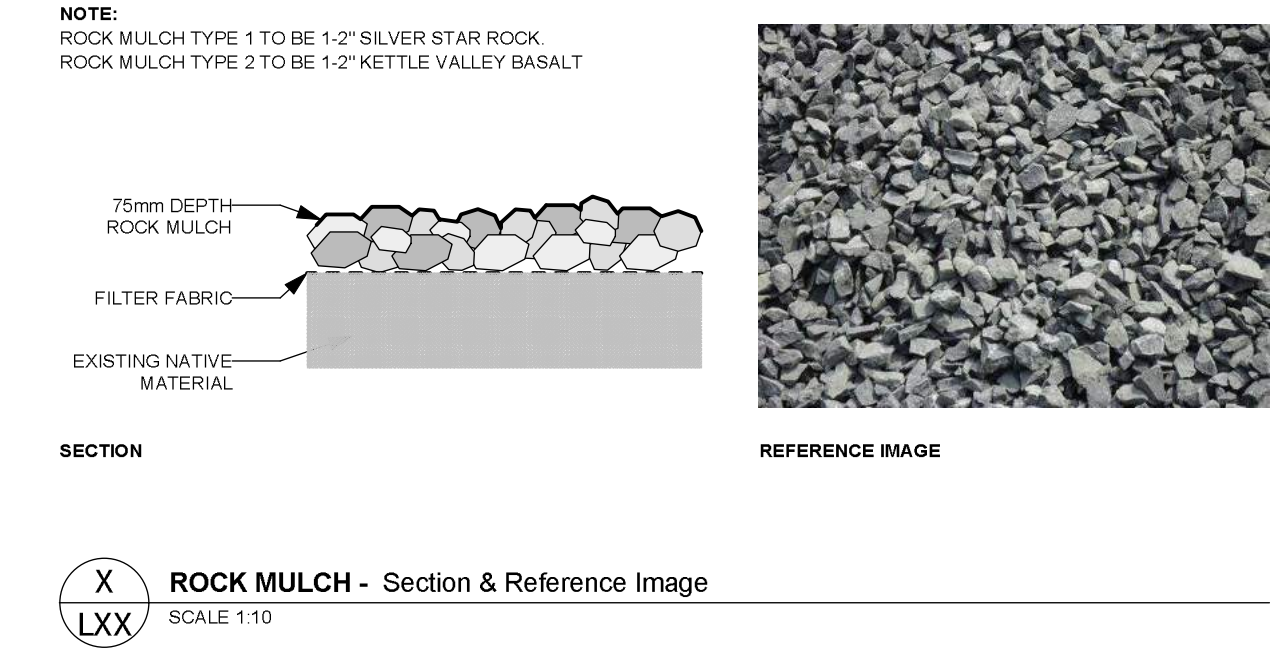 NOTE:
ROCK MULCH TYPE 1 TO BE 1-2" SILVER STAR ROCK.
ROCK MULCH TYPE 2 TO BE 1-2" KETTLE VALLEY BASALT
75mm DEPTH
ROCK MULCH
FILTER FABRIC
EXISTING NATIVE
MATERIAL
SECTION
REFERENCE IMAGE
X
LXX
ROCK MULCH - Section & Reference Image
SCALE 1:10